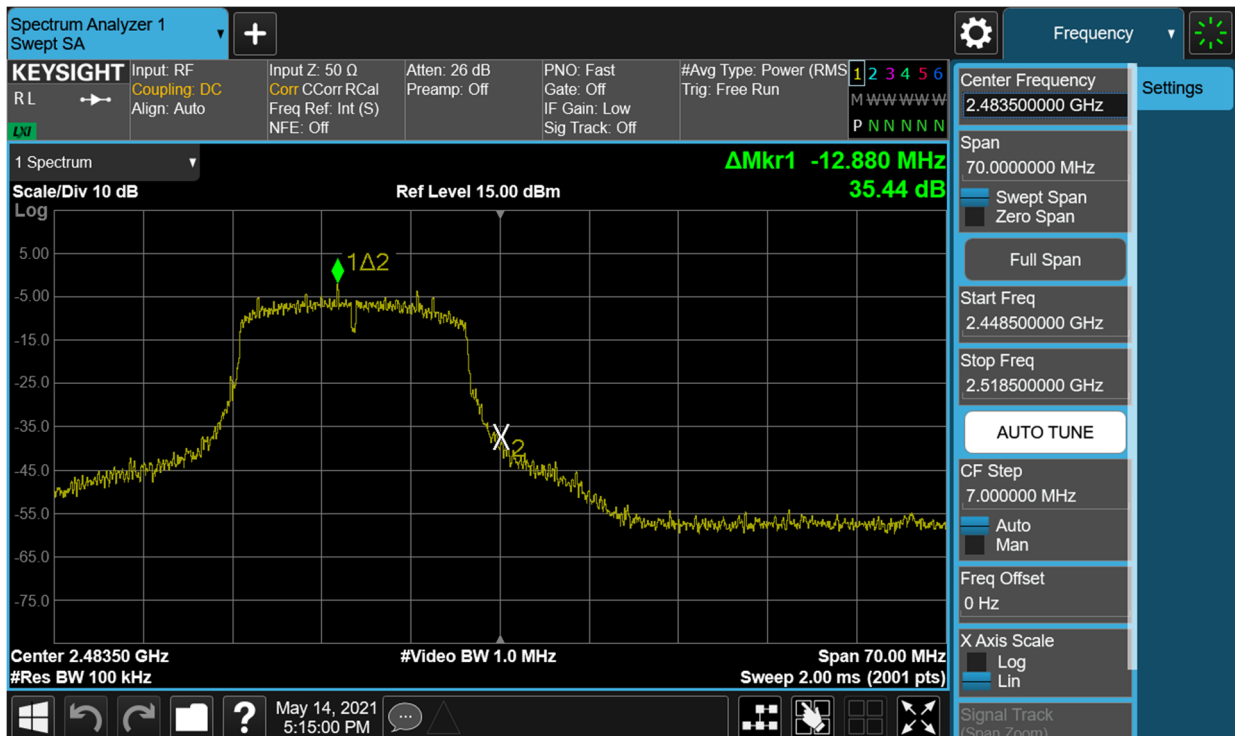 Spectrum Analyzer 1
Swept SA
Frequency
KEYSIGHT
R L
LXI
Input: RF
Coupling: DC
Align: Auto
Input Z: 50 Ω
Corr CCorr RCal
Freq Ref: Int (S)
NFE: Off
Atten: 26 dB
Preamp: Off
PNO: Fast
Gate: Off
IF Gain: Low
Sig Track: Off
#Avg Type: Power (RMS
Trig: Free Run
1 2 3 4 5 6
M W W W W W
P N N N N N
Center Frequency
2.483500000 GHz
Settings
Span
70.0000000 MHz
Swept Span
Zero Span
Full Span
Start Freq
2.448500000 GHz
Stop Freq
2.518500000 GHz
AUTO TUNE
CF Step
7.000000 MHz
Auto
Man
Freq Offset
0 Hz
X Axis Scale
Log
Lin
Signal Track
(Span Zoom)
1 Spectrum
ΔMkr1 -12.880 MHz
35.44 dB
Scale/Div 10 dB
Ref Level 15.00 dBm
Log
5.00
-5.00
-15.0
-25.0
-35.0
-45.0
-55.0
-65.0
-75.0
1Δ2
X2
Center 2.48350 GHz
#Video BW 1.0 MHz
Span 70.00 MHz
#Res BW 100 kHz
Sweep 2.00 ms (2001 pts)
?
May 14, 2021
5:15:00 PM